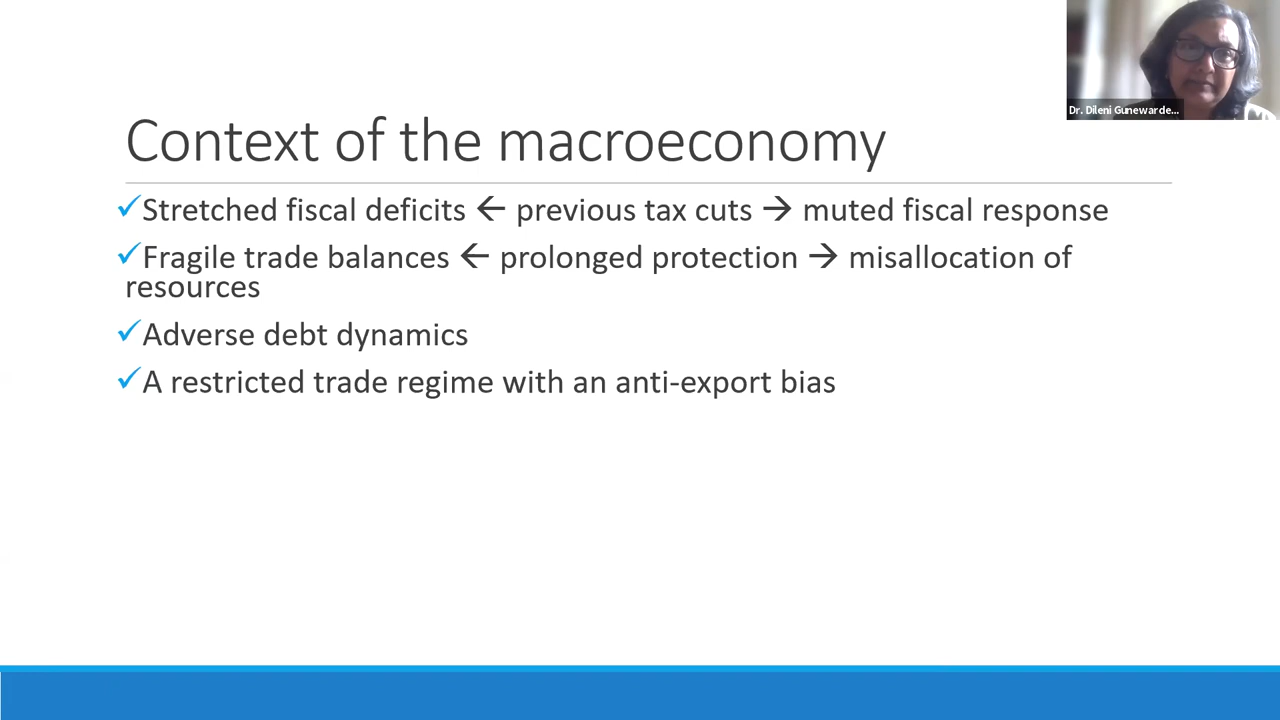 Dr. Dileni Gunewarde...
Context of the macroeconomy
✓Stretched fiscal deficits ← previous tax cuts → muted fiscal response
✓Fragile trade balances ← prolonged protection → misallocation of
resources
✓Adverse debt dynamics
✓A restricted trade regime with an anti-export bias